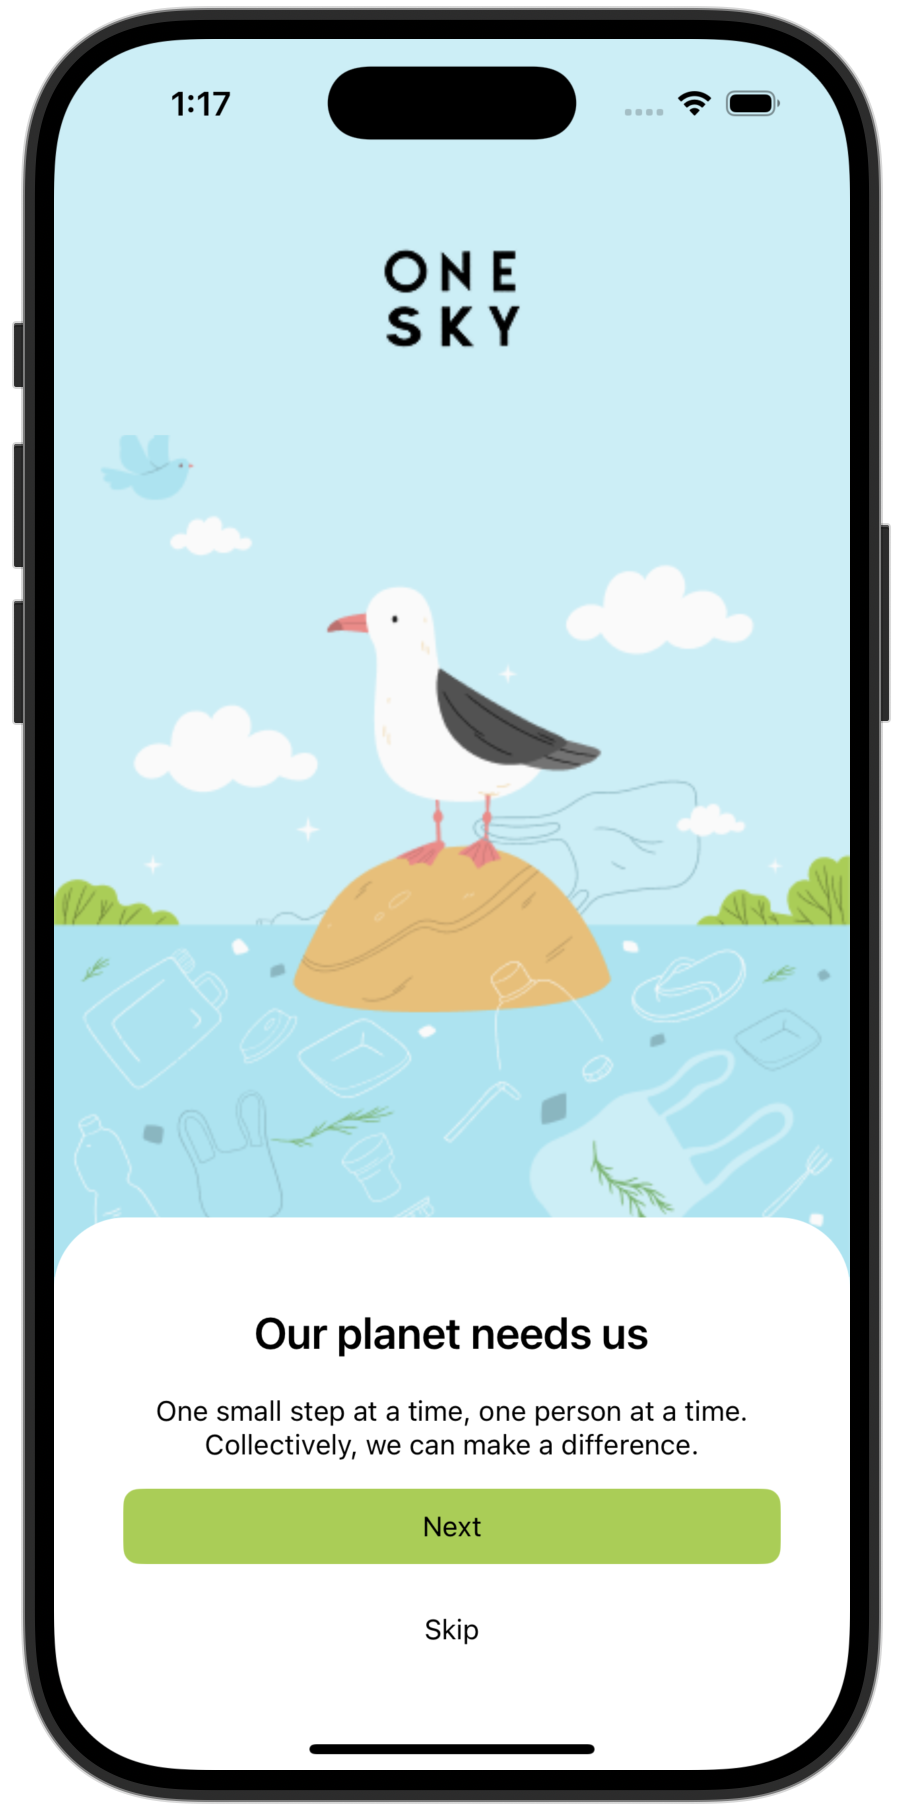 1:17
ONE
SKY
Our planet needs us
One small step at a time, one person at a time.
Collectively, we can make a difference.
Next
Skip